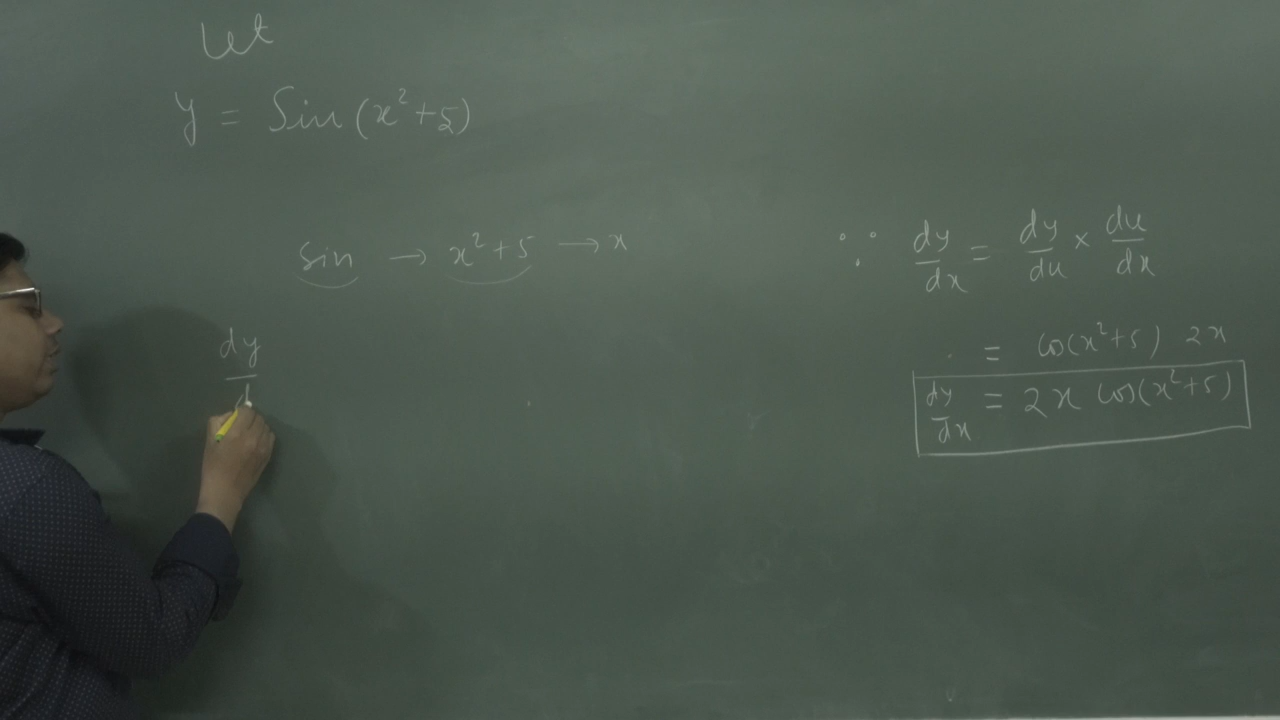 Let
y = Sin (x² + 5)
sin → x² + 5 → x
dy
d
∵ dy/dx = dy/du × du/dx
= cos(x² + 5) 2x
dy/dx = 2x cos(x² + 5)